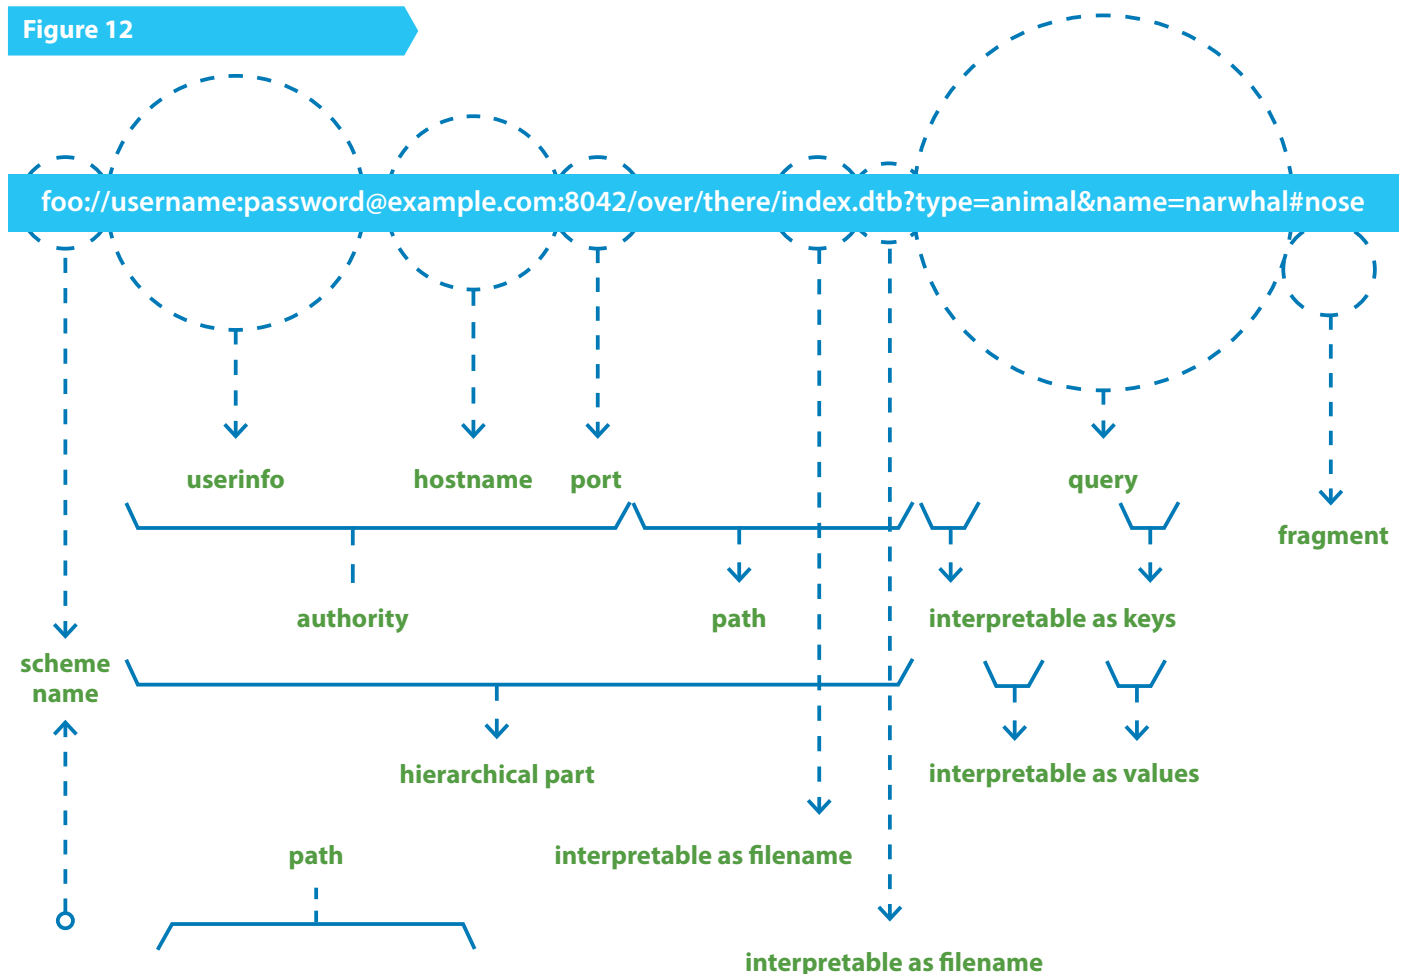 Figure 12
foo://username:password@example.com:8042/over/there/index.dtb?type=animal&name=narwhal#nose
userinfo
hostname
port
query
fragment
authority
path
interpretable as keys
scheme
name
hierarchical part
interpretable as values
path
interpretable as filename
interpretable as filename